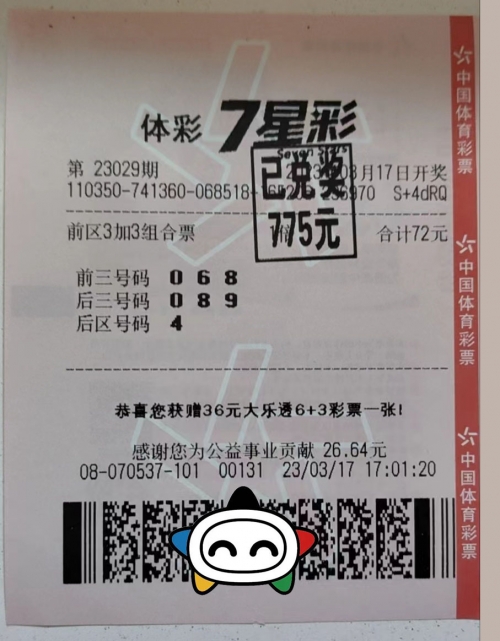 体彩 7星彩
Seven Stars
第 23029期 月17日开奖
110350-741360-068518- S+4dRQ
已兑奖
775元
前区3加3组合票 合计72元
前三号码 0 6 8
后三号码 0 8 9
后区号码 4
恭喜您获赠36元大乐透6+3彩票一张!
感谢您为公益事业贡献 26.64元
08-070537-101 00131 23/03/17 17:01:20
中国体育彩票
中国体育彩票
中国体育彩票